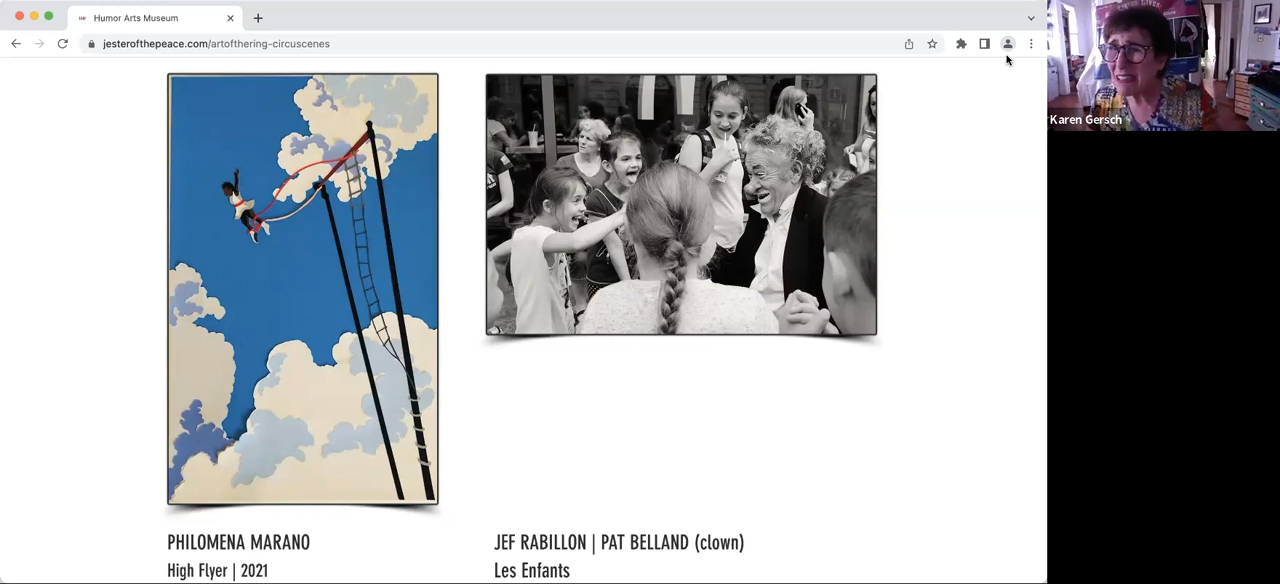 Humor Arts Museum
jesterofthepeace.com/artofthering-circuscenes
Karen Gersch
PHILOMENA MARANO
High Flyer | 2021
JEF RABILLON | PAT BELLAND (clown)
Les Enfants